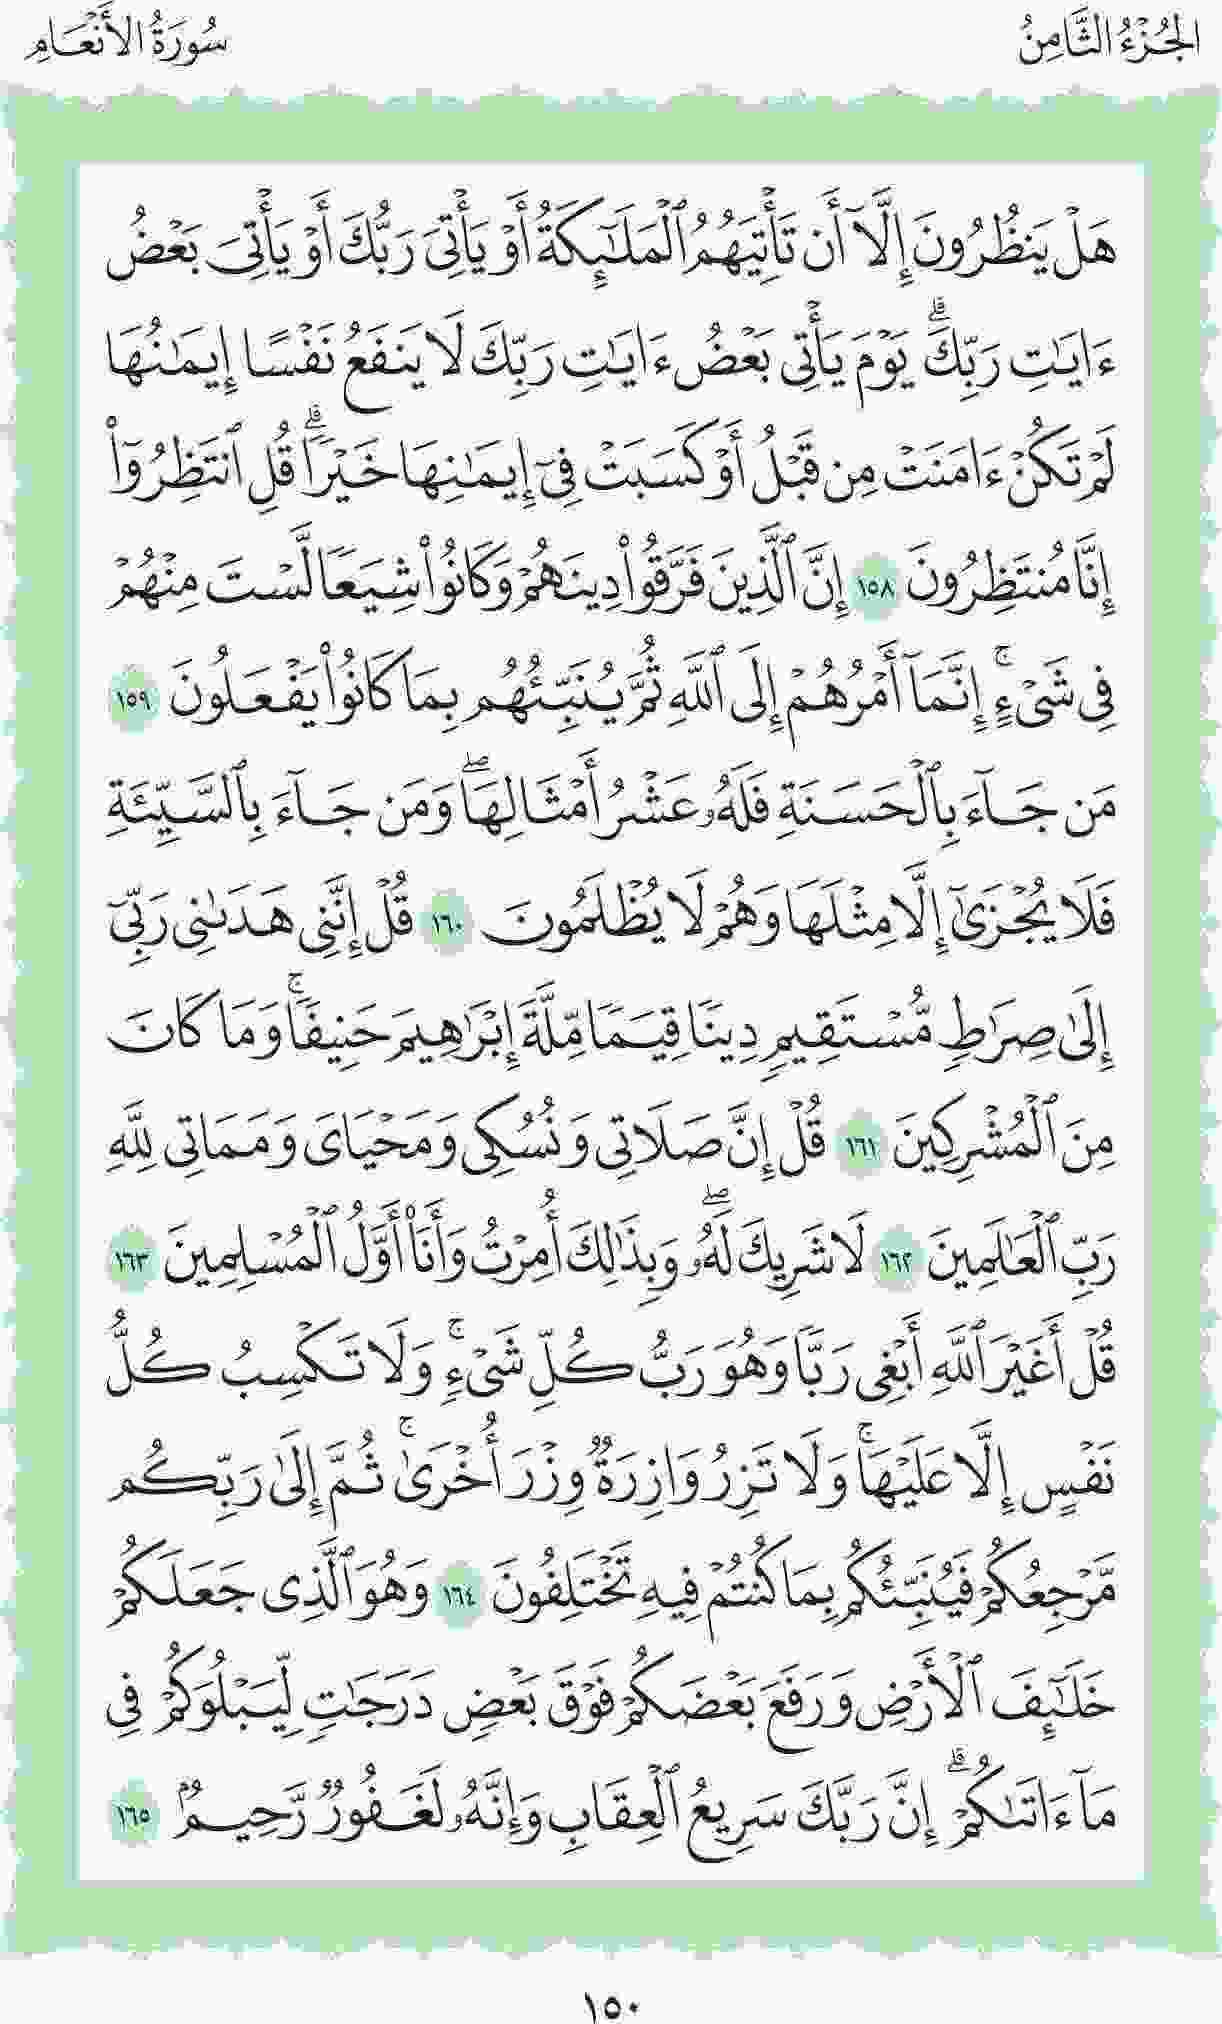 الجُزْءُ الثَّامِنُ
سُورَةُ الأَنْعَامِ
هَلْ يَنظُرُونَ إِلَّآ أَن تَأْتِيَهُمُ ٱلْمَلَـٰٓئِكَةُ أَوْ يَأْتِىَ رَبُّكَ أَوْ يَأْتِىَ بَعْضُ
ءَايَـٰتِ رَبِّكَ ۗ يَوْمَ يَأْتِى بَعْضُ ءَايَـٰتِ رَبِّكَ لَا يَنفَعُ نَفْسًا إِيمَـٰنُهَا
لَمْ تَكُنْ ءَامَنَتْ مِن قَبْلُ أَوْ كَسَبَتْ فِىٓ إِيمَـٰنِهَا خَيْرًا ۗ قُلِ ٱنتَظِرُوٓا۟
إِنَّا مُنتَظِرُونَ ١٥٨ إِنَّ ٱلَّذِينَ فَرَّقُوا۟ دِينَهُمْ وَكَانُوا۟ شِيَعًا لَّسْتَ مِنْهُمْ
فِى شَىْءٍ ۚ إِنَّمَآ أَمْرُهُمْ إِلَى ٱللَّهِ ثُمَّ يُنَبِّئُهُم بِمَا كَانُوا۟ يَفْعَلُونَ ١٥٩
مَن جَآءَ بِٱلْحَسَنَةِ فَلَهُۥ عَشْرُ أَمْثَالِهَا ۖ وَمَن جَآءَ بِٱلسَّيِّئَةِ
فَلَا يُجْزَىٰٓ إِلَّا مِثْلَهَا وَهُمْ لَا يُظْلَمُونَ ١٦٠ قُلْ إِنَّنِى هَدَىٰنِى رَبِّىٓ
إِلَىٰ صِرَٰطٍ مُّسْتَقِيمٍ دِينًا قِيَمًا مِّلَّةَ إِبْرَٰهِيمَ حَنِيفًا ۚ وَمَا كَانَ
مِنَ ٱلْمُشْرِكِينَ ١٦١ قُلْ إِنَّ صَلَاتِى وَنُسُكِى وَمَحْيَاىَ وَمَمَاتِى لِلَّهِ
رَبِّ ٱلْعَـٰلَمِينَ ١٦٢ لَا شَرِيكَ لَهُۥ ۖ وَبِذَٰلِكَ أُمِرْتُ وَأَنَا۠ أَوَّلُ ٱلْمُسْلِمِينَ ١٦٣
قُلْ أَغَيْرَ ٱللَّهِ أَبْغِى رَبًّا وَهُوَ رَبُّ كُلِّ شَىْءٍ ۚ وَلَا تَكْسِبُ كُلُّ
نَفْسٍ إِلَّا عَلَيْهَا ۚ وَلَا تَزِرُ وَازِرَةٌ وِزْرَ أُخْرَىٰ ۚ ثُمَّ إِلَىٰ رَبِّكُم
مَّرْجِعُكُمْ فَيُنَبِّئُكُم بِمَا كُنتُمْ فِيهِ تَخْتَلِفُونَ ١٦٤ وَهُوَ ٱلَّذِى جَعَلَكُمْ
خَلَـٰٓئِفَ ٱلْأَرْضِ وَرَفَعَ بَعْضَكُمْ فَوْقَ بَعْضٍ دَرَجَـٰتٍ لِّيَبْلُوَكُمْ فِى
مَآ ءَاتَىٰكُمْ ۗ إِنَّ رَبَّكَ سَرِيعُ ٱلْعِقَابِ وَإِنَّهُۥ لَغَفُورٌ رَّحِيمٌۢ ١٦٥
١٥٠